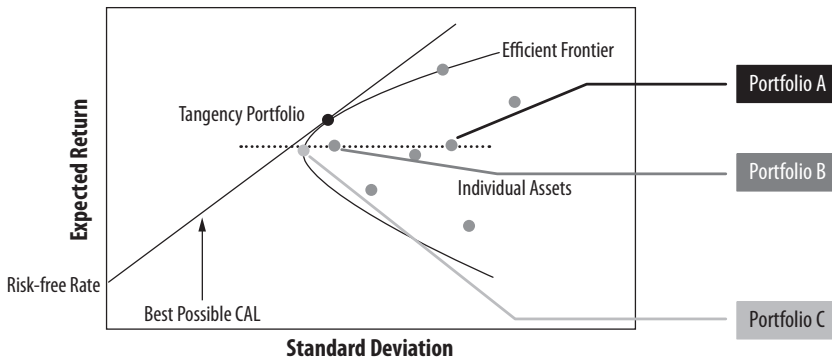 Efficient Frontier
Portfolio A
Tangency Portfolio
Portfolio B
Individual Assets
Expected Return
Risk-free Rate
Best Possible CAL
Portfolio C
Standard Deviation